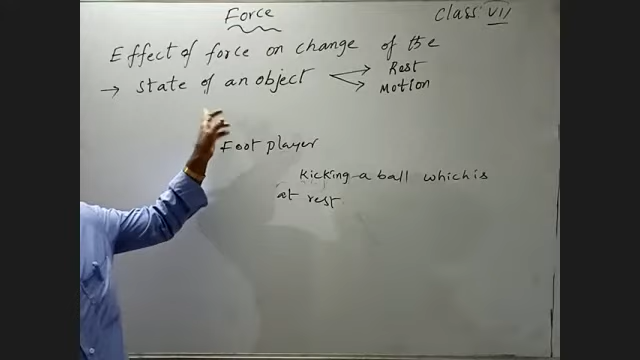 Force
Class: VII
Effect of force on change of the
→ state of an object
Rest
Motion
Foot player
Kicking a ball which is
at rest.